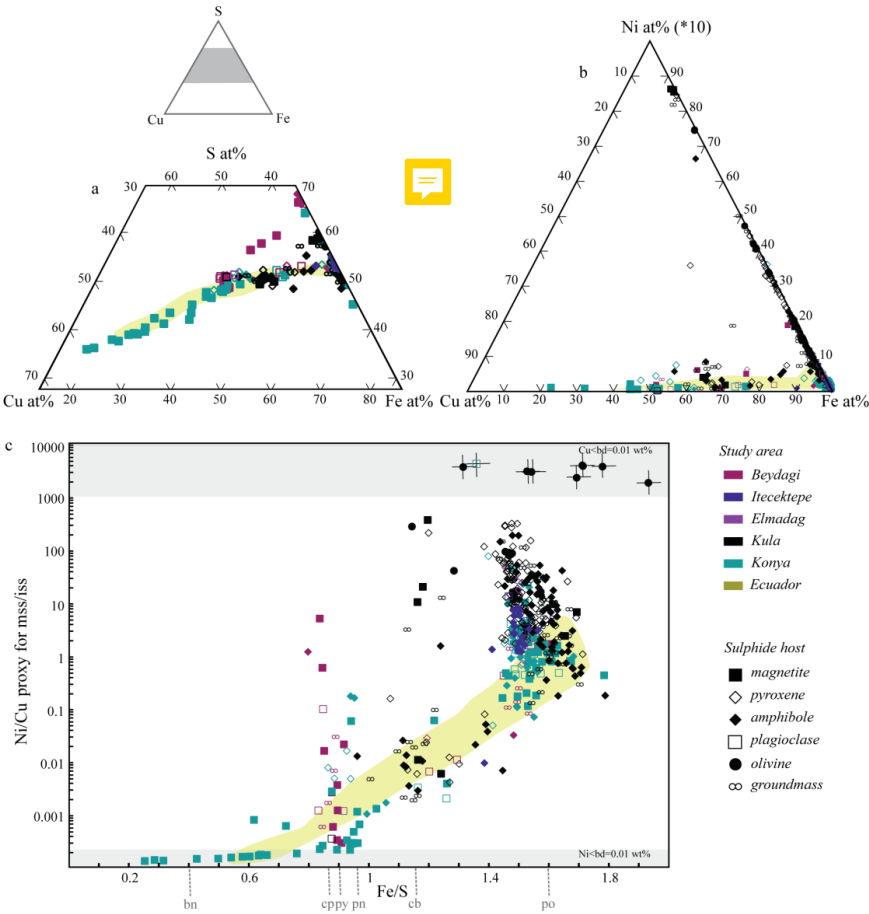 S
Cu
Fe
S at%
a
30
60
50
40
70
40
60
50
50
60
40
70
30
Cu at%
20
30
40
50
60
70
80
Fe at%
Ni at% (*10)
b
10
90
20
80
30
70
40
60
50
50
60
40
70
30
80
20
90
10
Cu at%
10
20
30
40
50
60
70
80
90
Fe at%
c
Ni/Cu proxy for mss/iss
10000
1000
100
10
1
0.1
0.01
0.001
Cu<bd=0.01 wt%
Ni<bd=0.01 wt%
0.2
0.6
1
1.4
1.8
Fe/S
bn
cp
py
pn
cb
po
Study area
Beydagi
Itecektepe
Elmadag
Kula
Konya
Ecuador
Sulphide host
magnetite
pyroxene
amphibole
plagioclase
olivine
groundmass